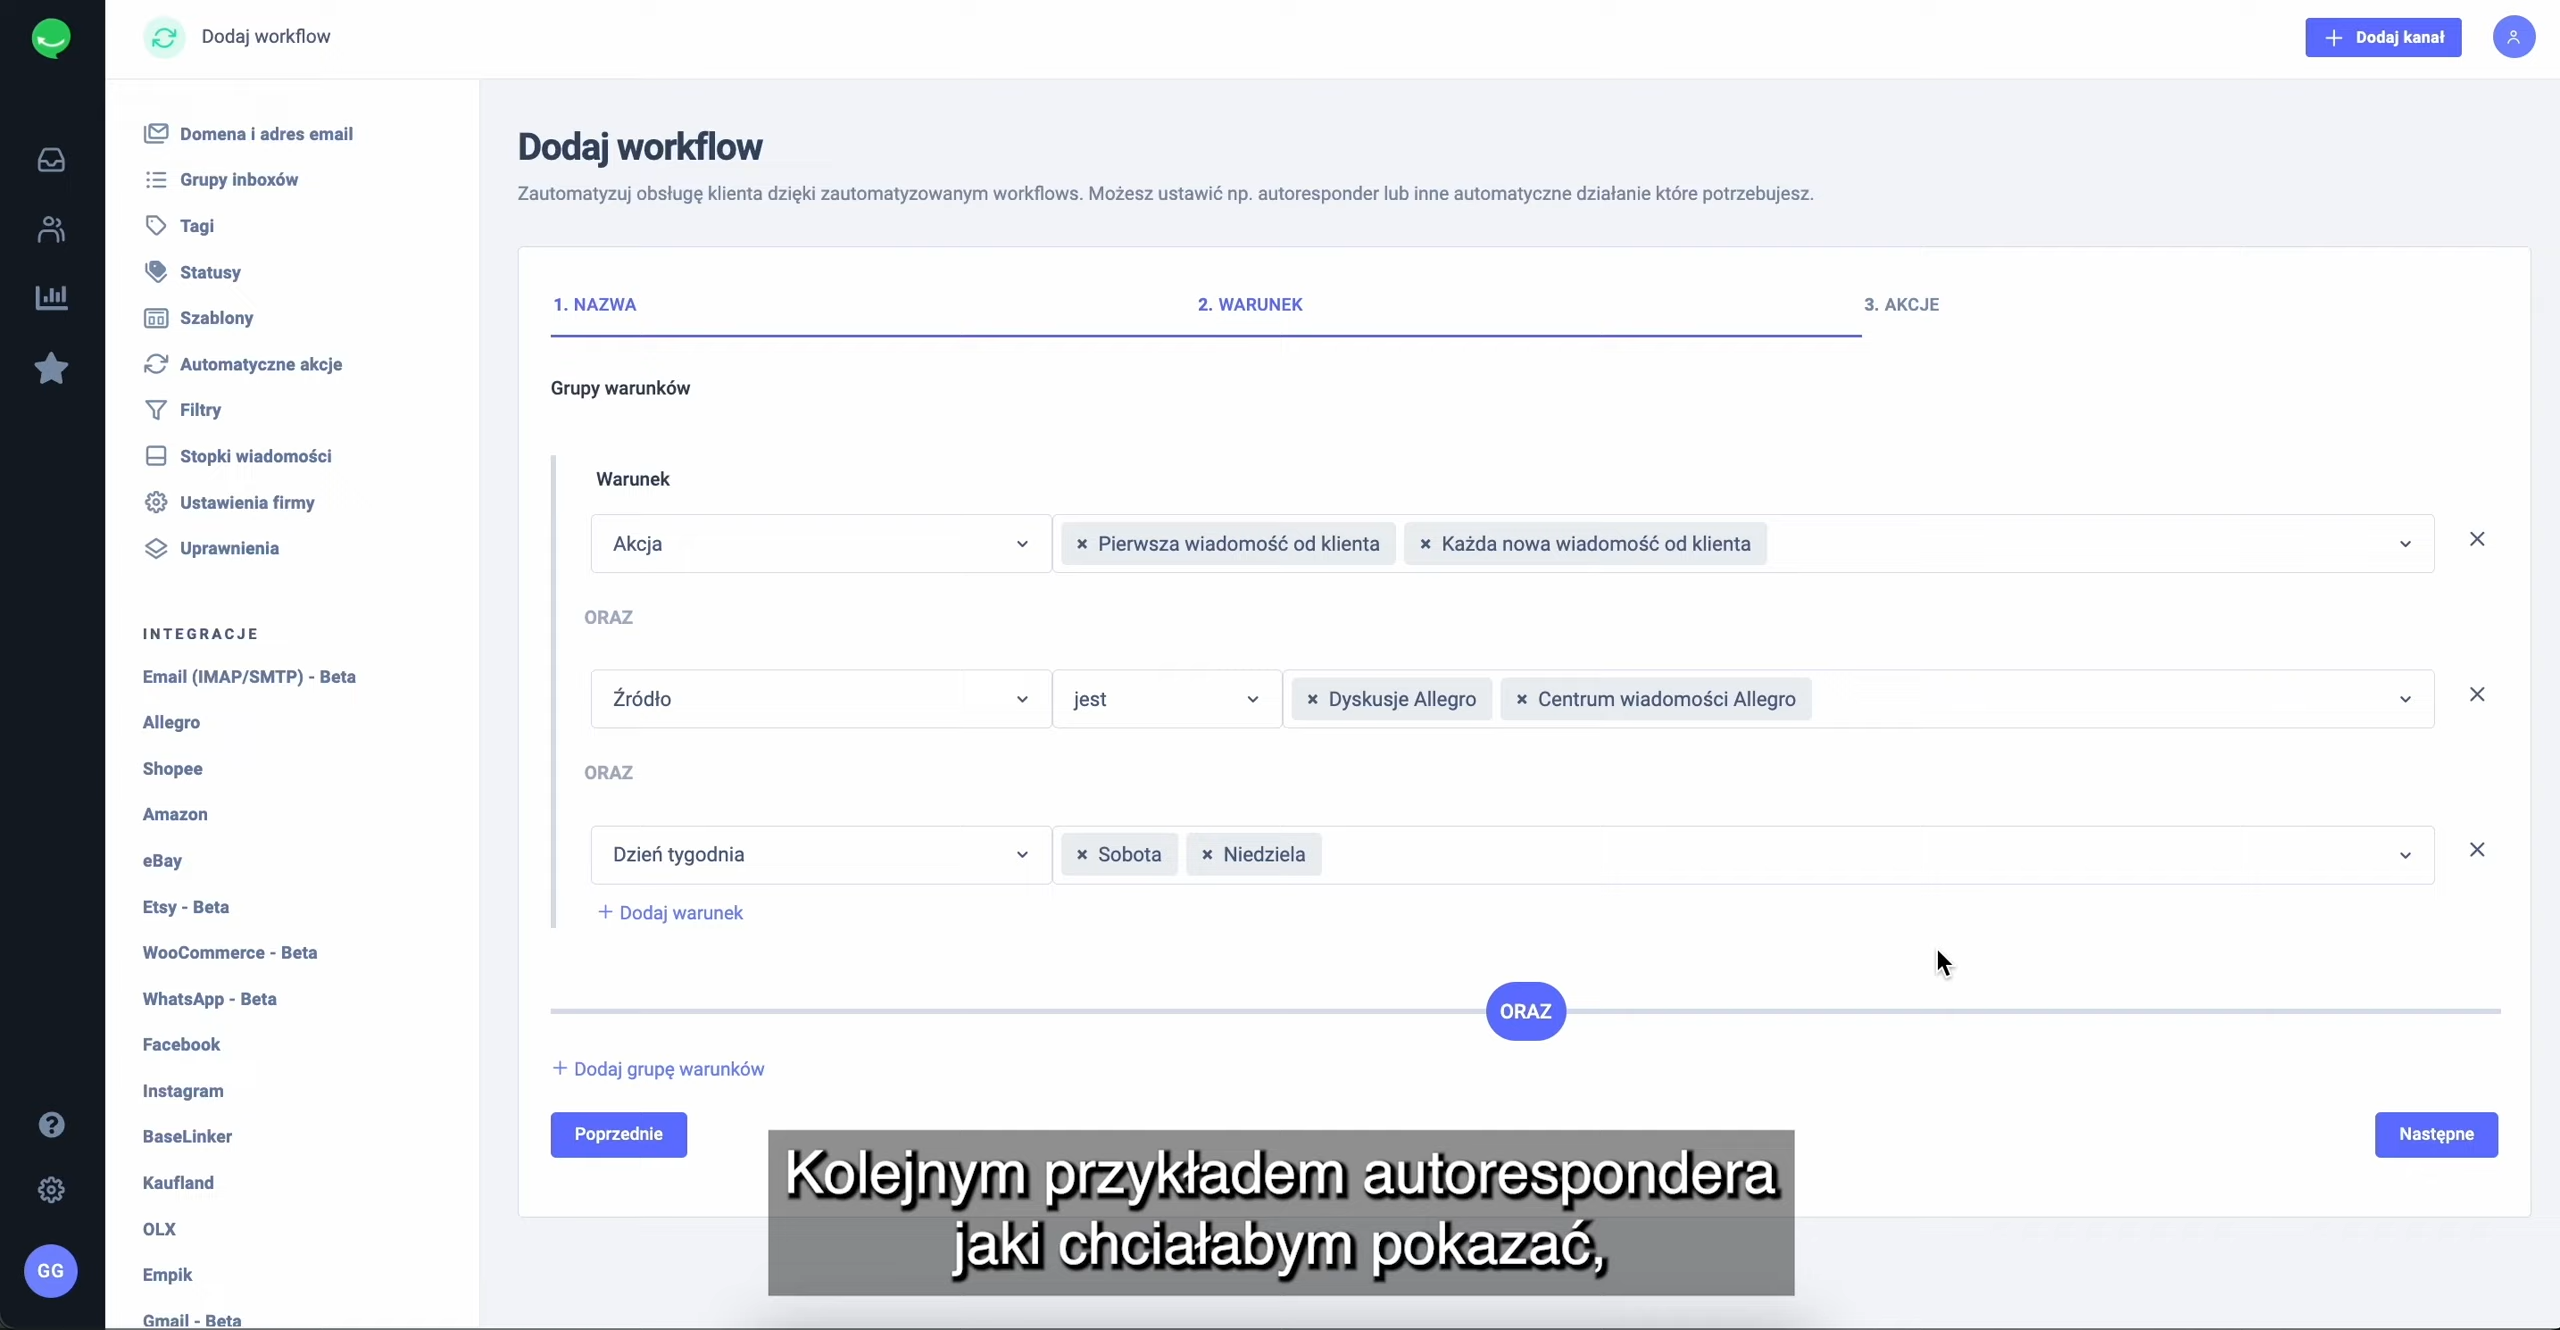 Dodaj workflow
Dodaj kanał
Domena i adres email
Grupy inboxów
Tagi
Statusy
Szablony
Automatyczne akcje
Filtry
Stopki wiadomości
Ustawienia firmy
Uprawnienia
INTEGRACJE
Email (IMAP/SMTP) - Beta
Allegro
Shopee
Amazon
eBay
Etsy - Beta
WooCommerce - Beta
WhatsApp - Beta
Facebook
Instagram
BaseLinker
Kaufland
OLX
Empik
Gmail - Beta
GG
Dodaj workflow
Zautomatyzuj obsługę klienta dzięki zautomatyzowanym workflows. Możesz ustawić np. autoresponder lub inne automatyczne działanie które potrzebujesz.
1. NAZWA
2. WARUNEK
3. AKCJE
Grupy warunków
Warunek
Akcja × Pierwsza wiadomość od klienta × Każda nowa wiadomość od klienta
ORAZ
Źródło jest × Dyskusje Allegro × Centrum wiadomości Allegro
ORAZ
Dzień tygodnia × Sobota × Niedziela
+ Dodaj warunek
ORAZ
+ Dodaj grupę warunków
Poprzednie
Następne
Kolejnym przykładem autorespondera
jaki chciałabym pokazać,